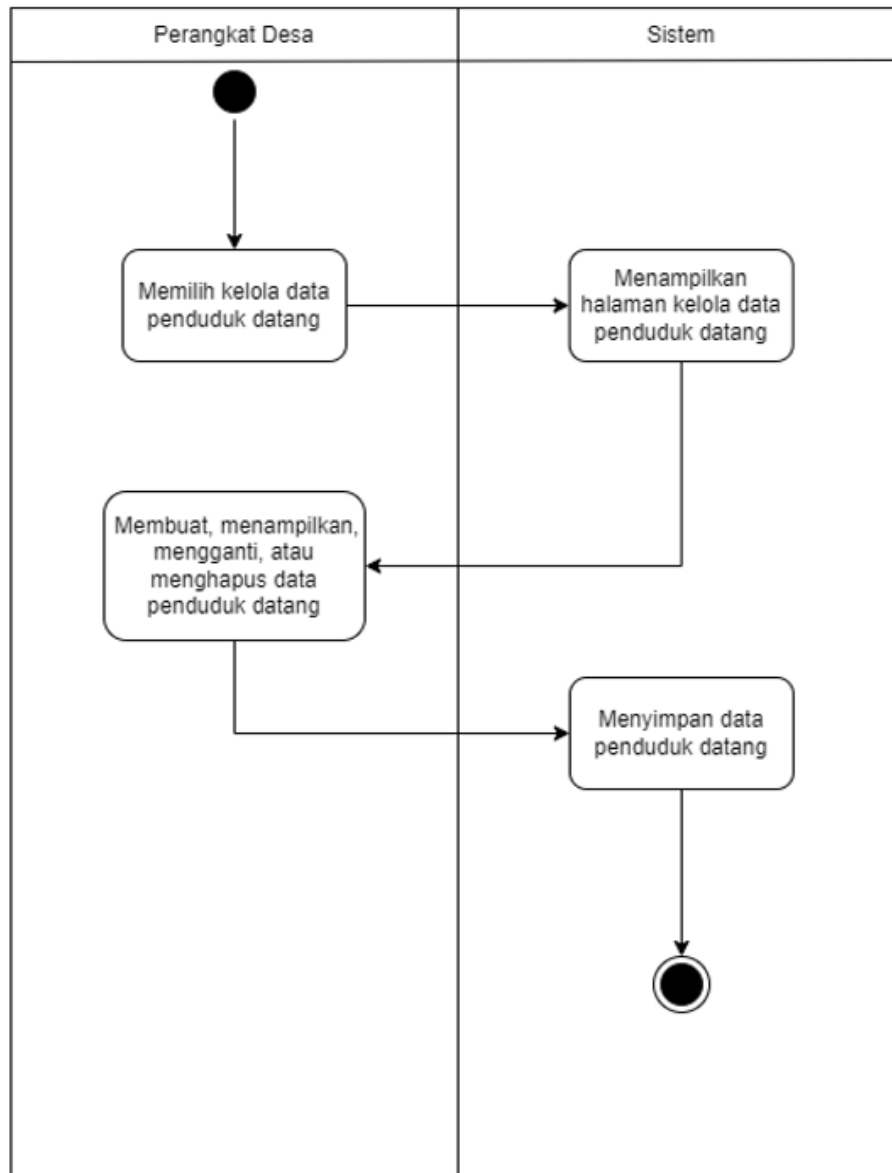 Perangkat Desa
Sistem
Memilih kelola data
penduduk datang
Menampilkan
halaman kelola data
penduduk datang
Membuat, menampilkan,
mengganti, atau
menghapus data
penduduk datang
Menyimpan data
penduduk datang